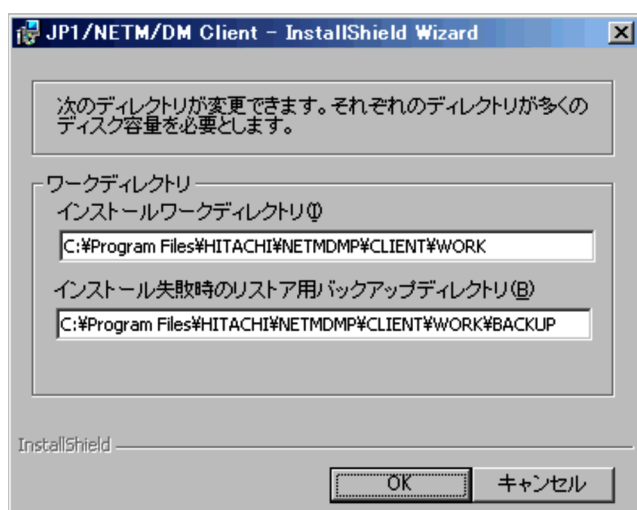 JP1/NETM/DM Client - InstallShield Wizard
次のディレクトリが変更できます。それぞれのディレクトリが多くの
ディスク容量を必要とします。
ワークディレクトリ
インストールワークディレクトリ(I)
C:¥Program Files¥HITACHI¥NETMDMP¥CLIENT¥WORK
インストール失敗時のリストア用バックアップディレクトリ(B)
C:¥Program Files¥HITACHI¥NETMDMP¥CLIENT¥WORK¥BACKUP
InstallShield
OK
キャンセル